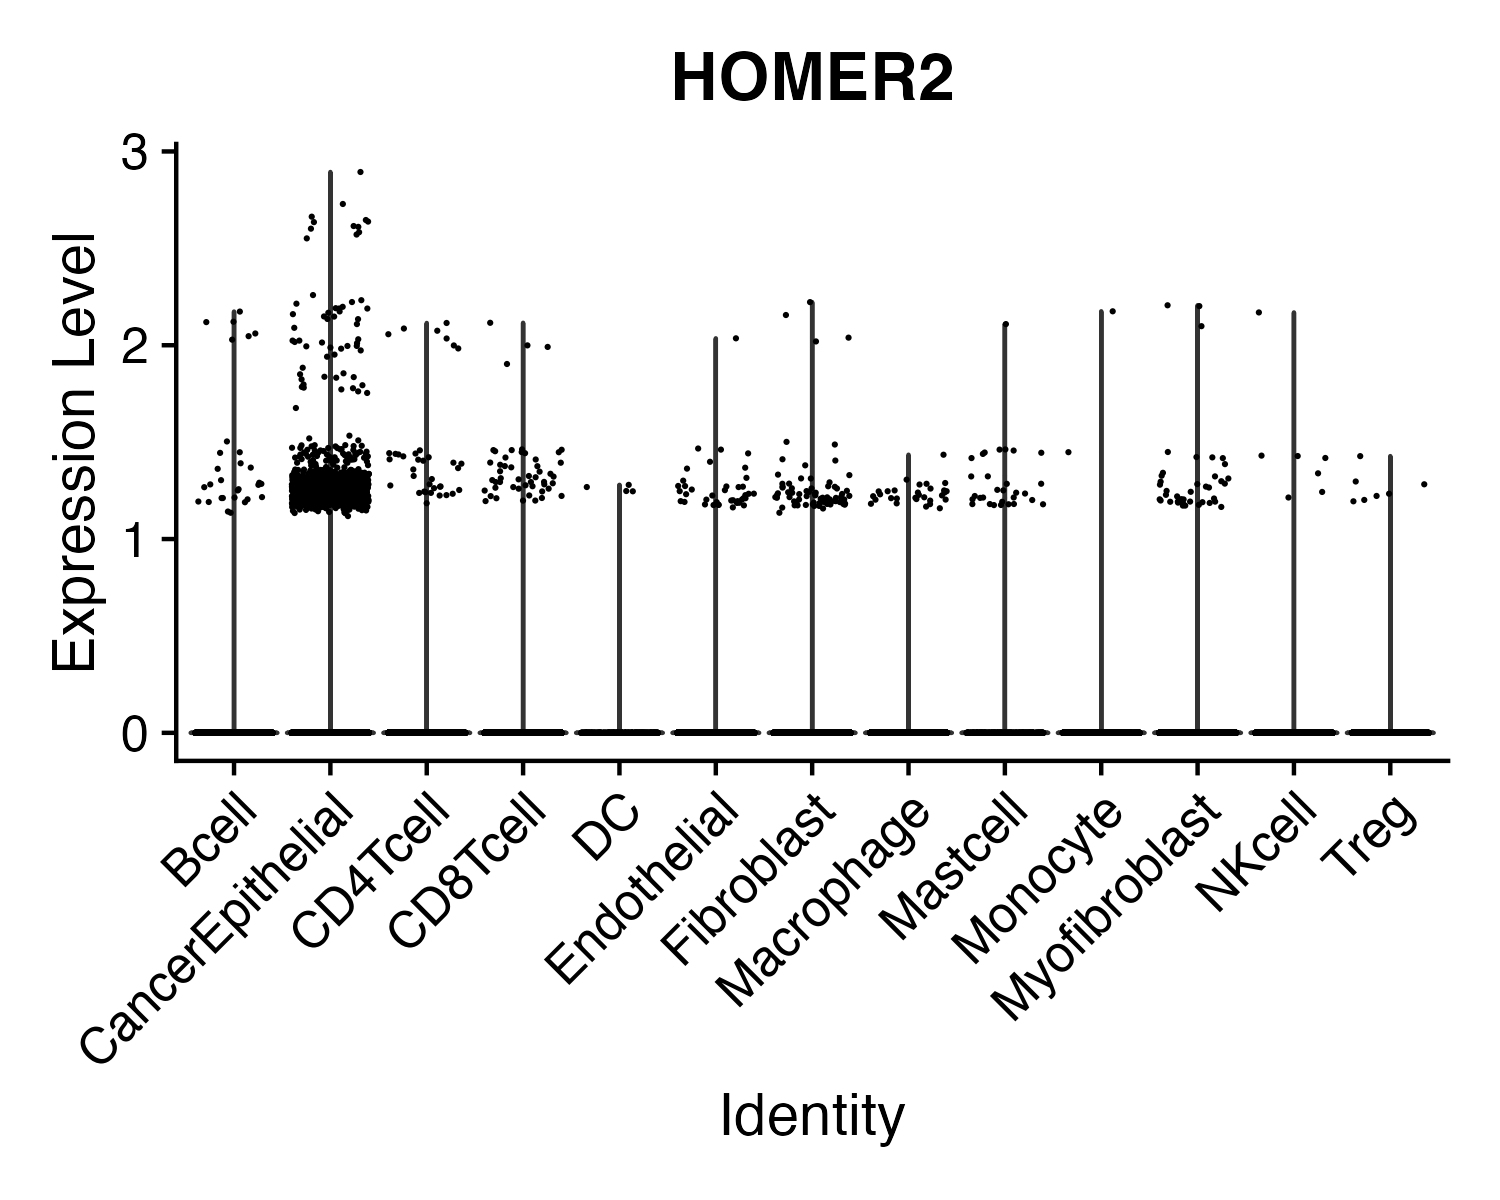 HOMER2
Expression Level
3
2
1
0
Bcell
CancerEpithelial
CD4Tcell
CD8Tcell
DC
Endothelial
Fibroblast
Macrophage
Mastcell
Monocyte
Myofibroblast
NKcell
Treg
Identity